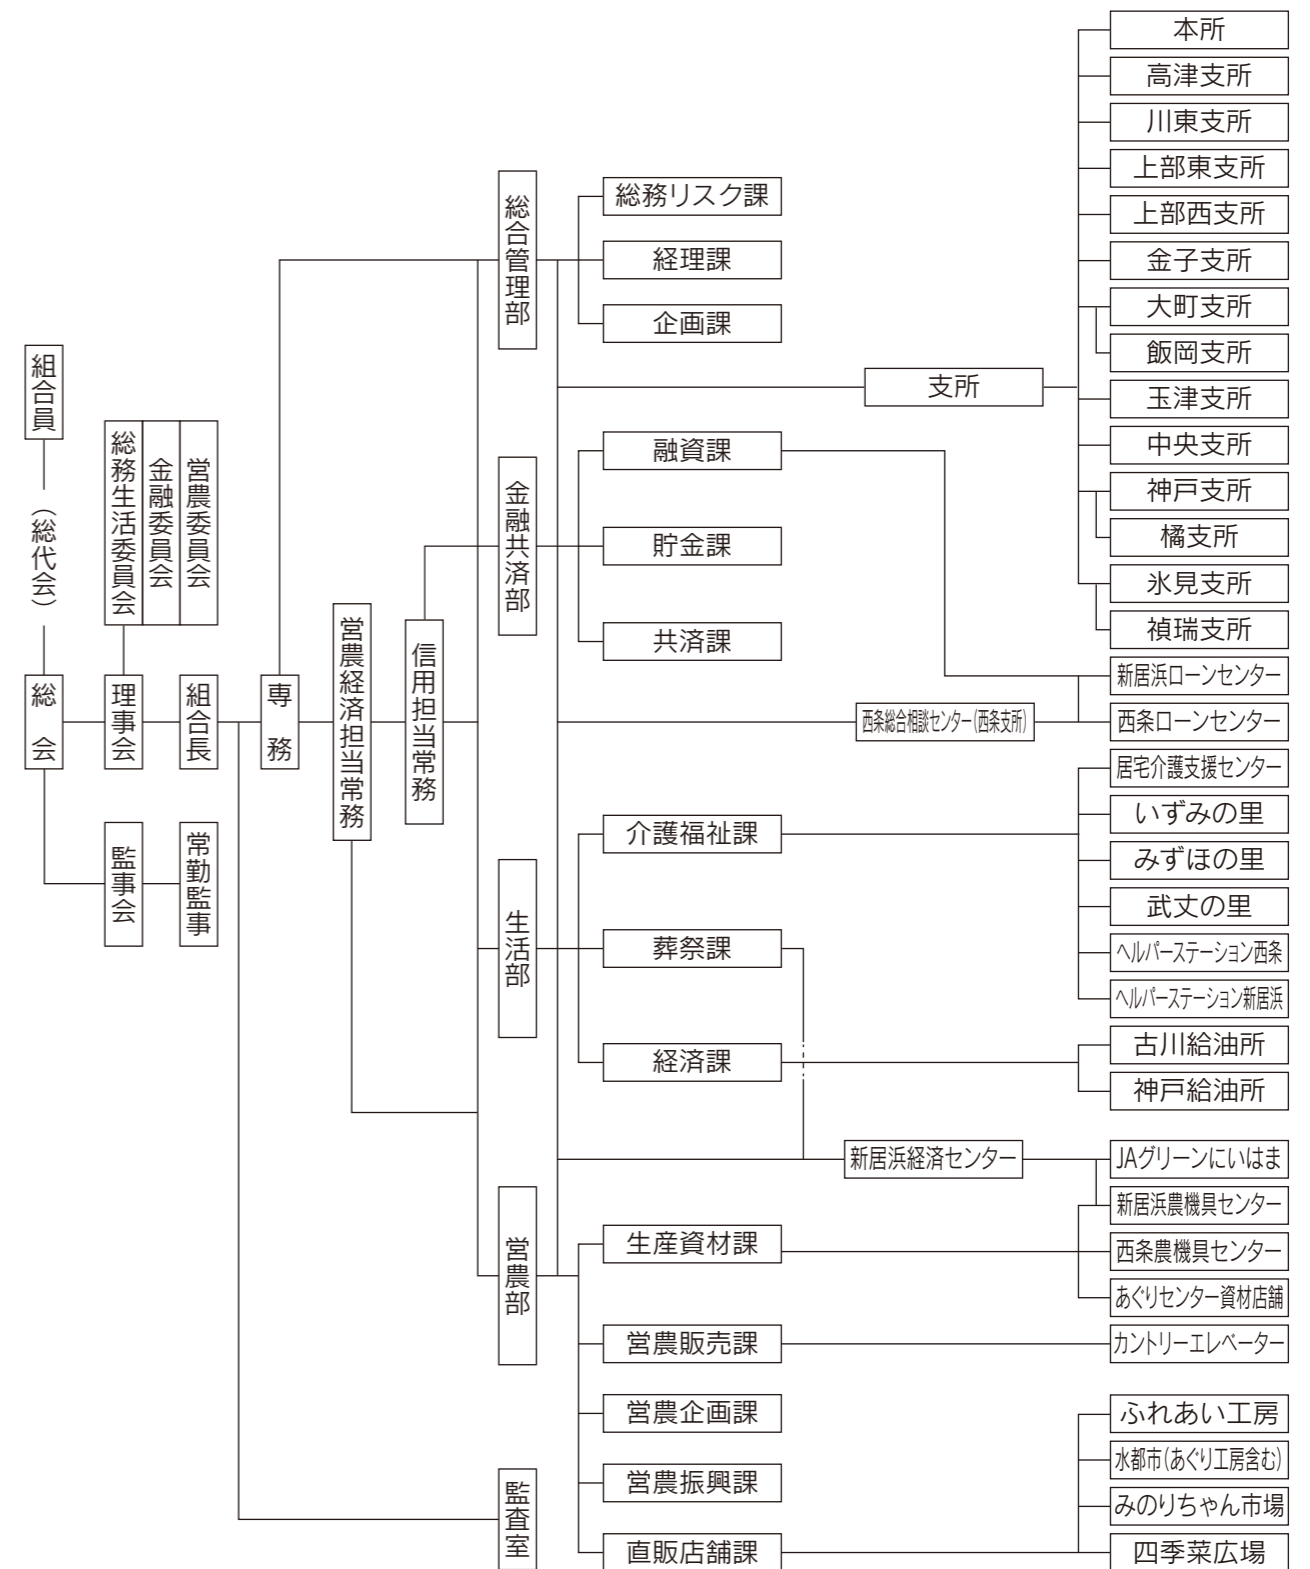 組合員
（総代会）
総会
総務生活委員会
金融委員会
営農委員会
理事会
組合長
監事会
常勤監事
専務
営農経済担当常務
信用担当常務
総合管理部
総務リスク課
経理課
企画課
金融共済部
融資課
貯金課
共済課
生活部
介護福祉課
葬祭課
経済課
営農部
生産資材課
営農販売課
営農企画課
営農振興課
直販店舗課
監査室
支所
西条総合相談センター（西条支所）
新居浜経済センター
本所
高津支所
川東支所
上部東支所
上部西支所
金子支所
大町支所
飯岡支所
玉津支所
中央支所
神戸支所
橘支所
氷見支所
禎瑞支所
新居浜ローンセンター
西条ローンセンター
居宅介護支援センター
いずみの里
みずほの里
武丈の里
ヘルパーステーション西条
ヘルパーステーション新居浜
古川給油所
神戸給油所
JAグリーンにいはま
新居浜農機具センター
西条農機具センター
あぐりセンター資材店舗
カントリーエレベーター
ふれあい工房
水都市（あぐり工房含む）
みのりちゃん市場
四季菜広場